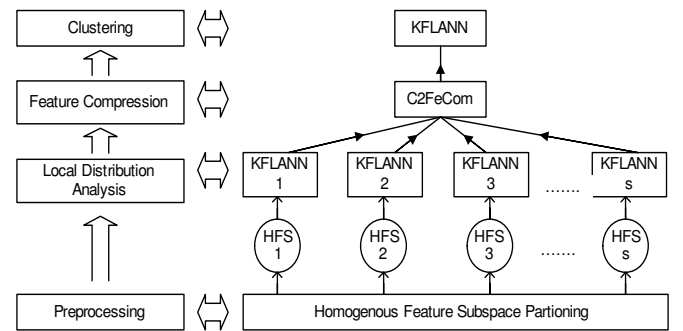 Clustering
KFLANN
Feature Compression
C2FeCom
Local Distribution
Analysis
KFLANN
1
KFLANN
2
KFLANN
3
.......
KFLANN
s
HFS
1
HFS
2
HFS
3
.......
HFS
s
Preprocessing
Homogenous Feature Subspace Partioning